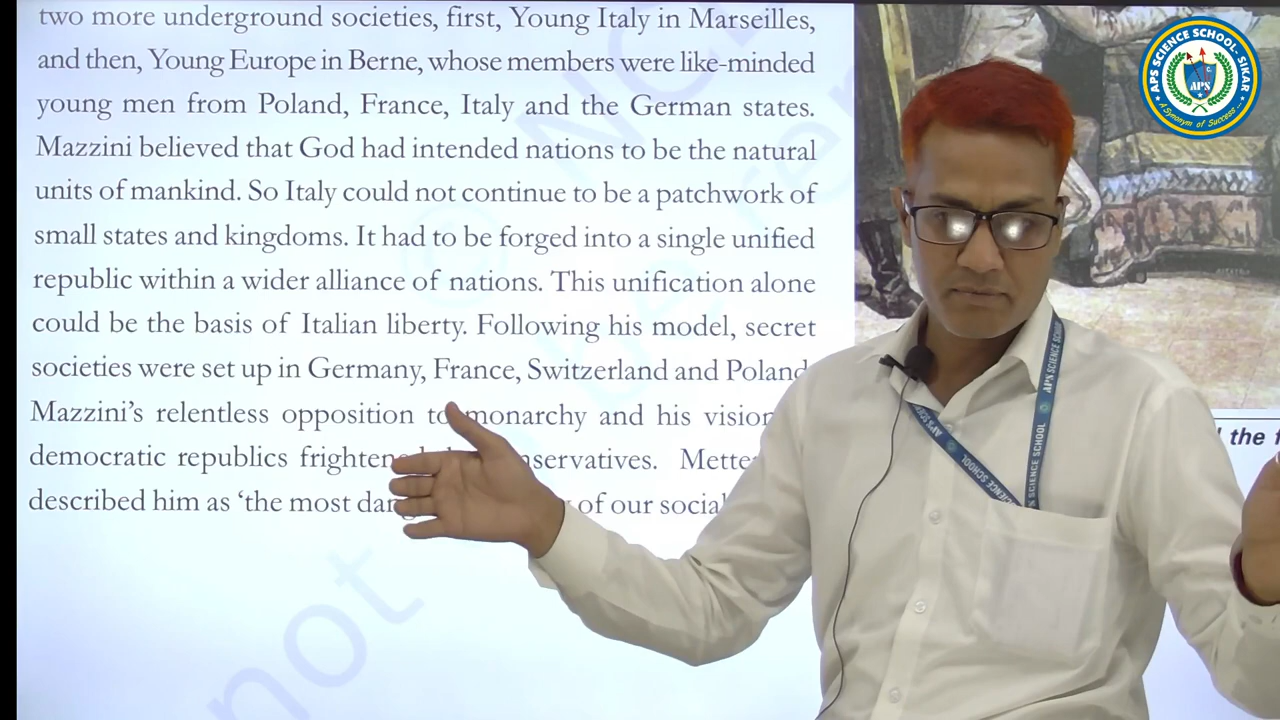 two more underground societies, first, Young Italy in Marseilles,
and then, Young Europe in Berne, whose members were like-minded
young men from Poland, France, Italy and the German states.
Mazzini believed that God had intended nations to be the natural
units of mankind. So Italy could not continue to be a patchwork of
small states and kingdoms. It had to be forged into a single unified
republic within a wider alliance of nations. This unification alone
could be the basis of Italian liberty. Following his model, secret
societies were set up in Germany, France, Switzerland and Poland
Mazzini's relentless opposition to monarchy and his vision
democratic republics frighten servatives. Mette
described him as ‘the most dan of our social
the f
APS SCIENCE SCHOOL-SIKAR
APS
A Synonym of Success...
APS SCIENCE SCHOOL
APS SCIENCE SCHOOL
not